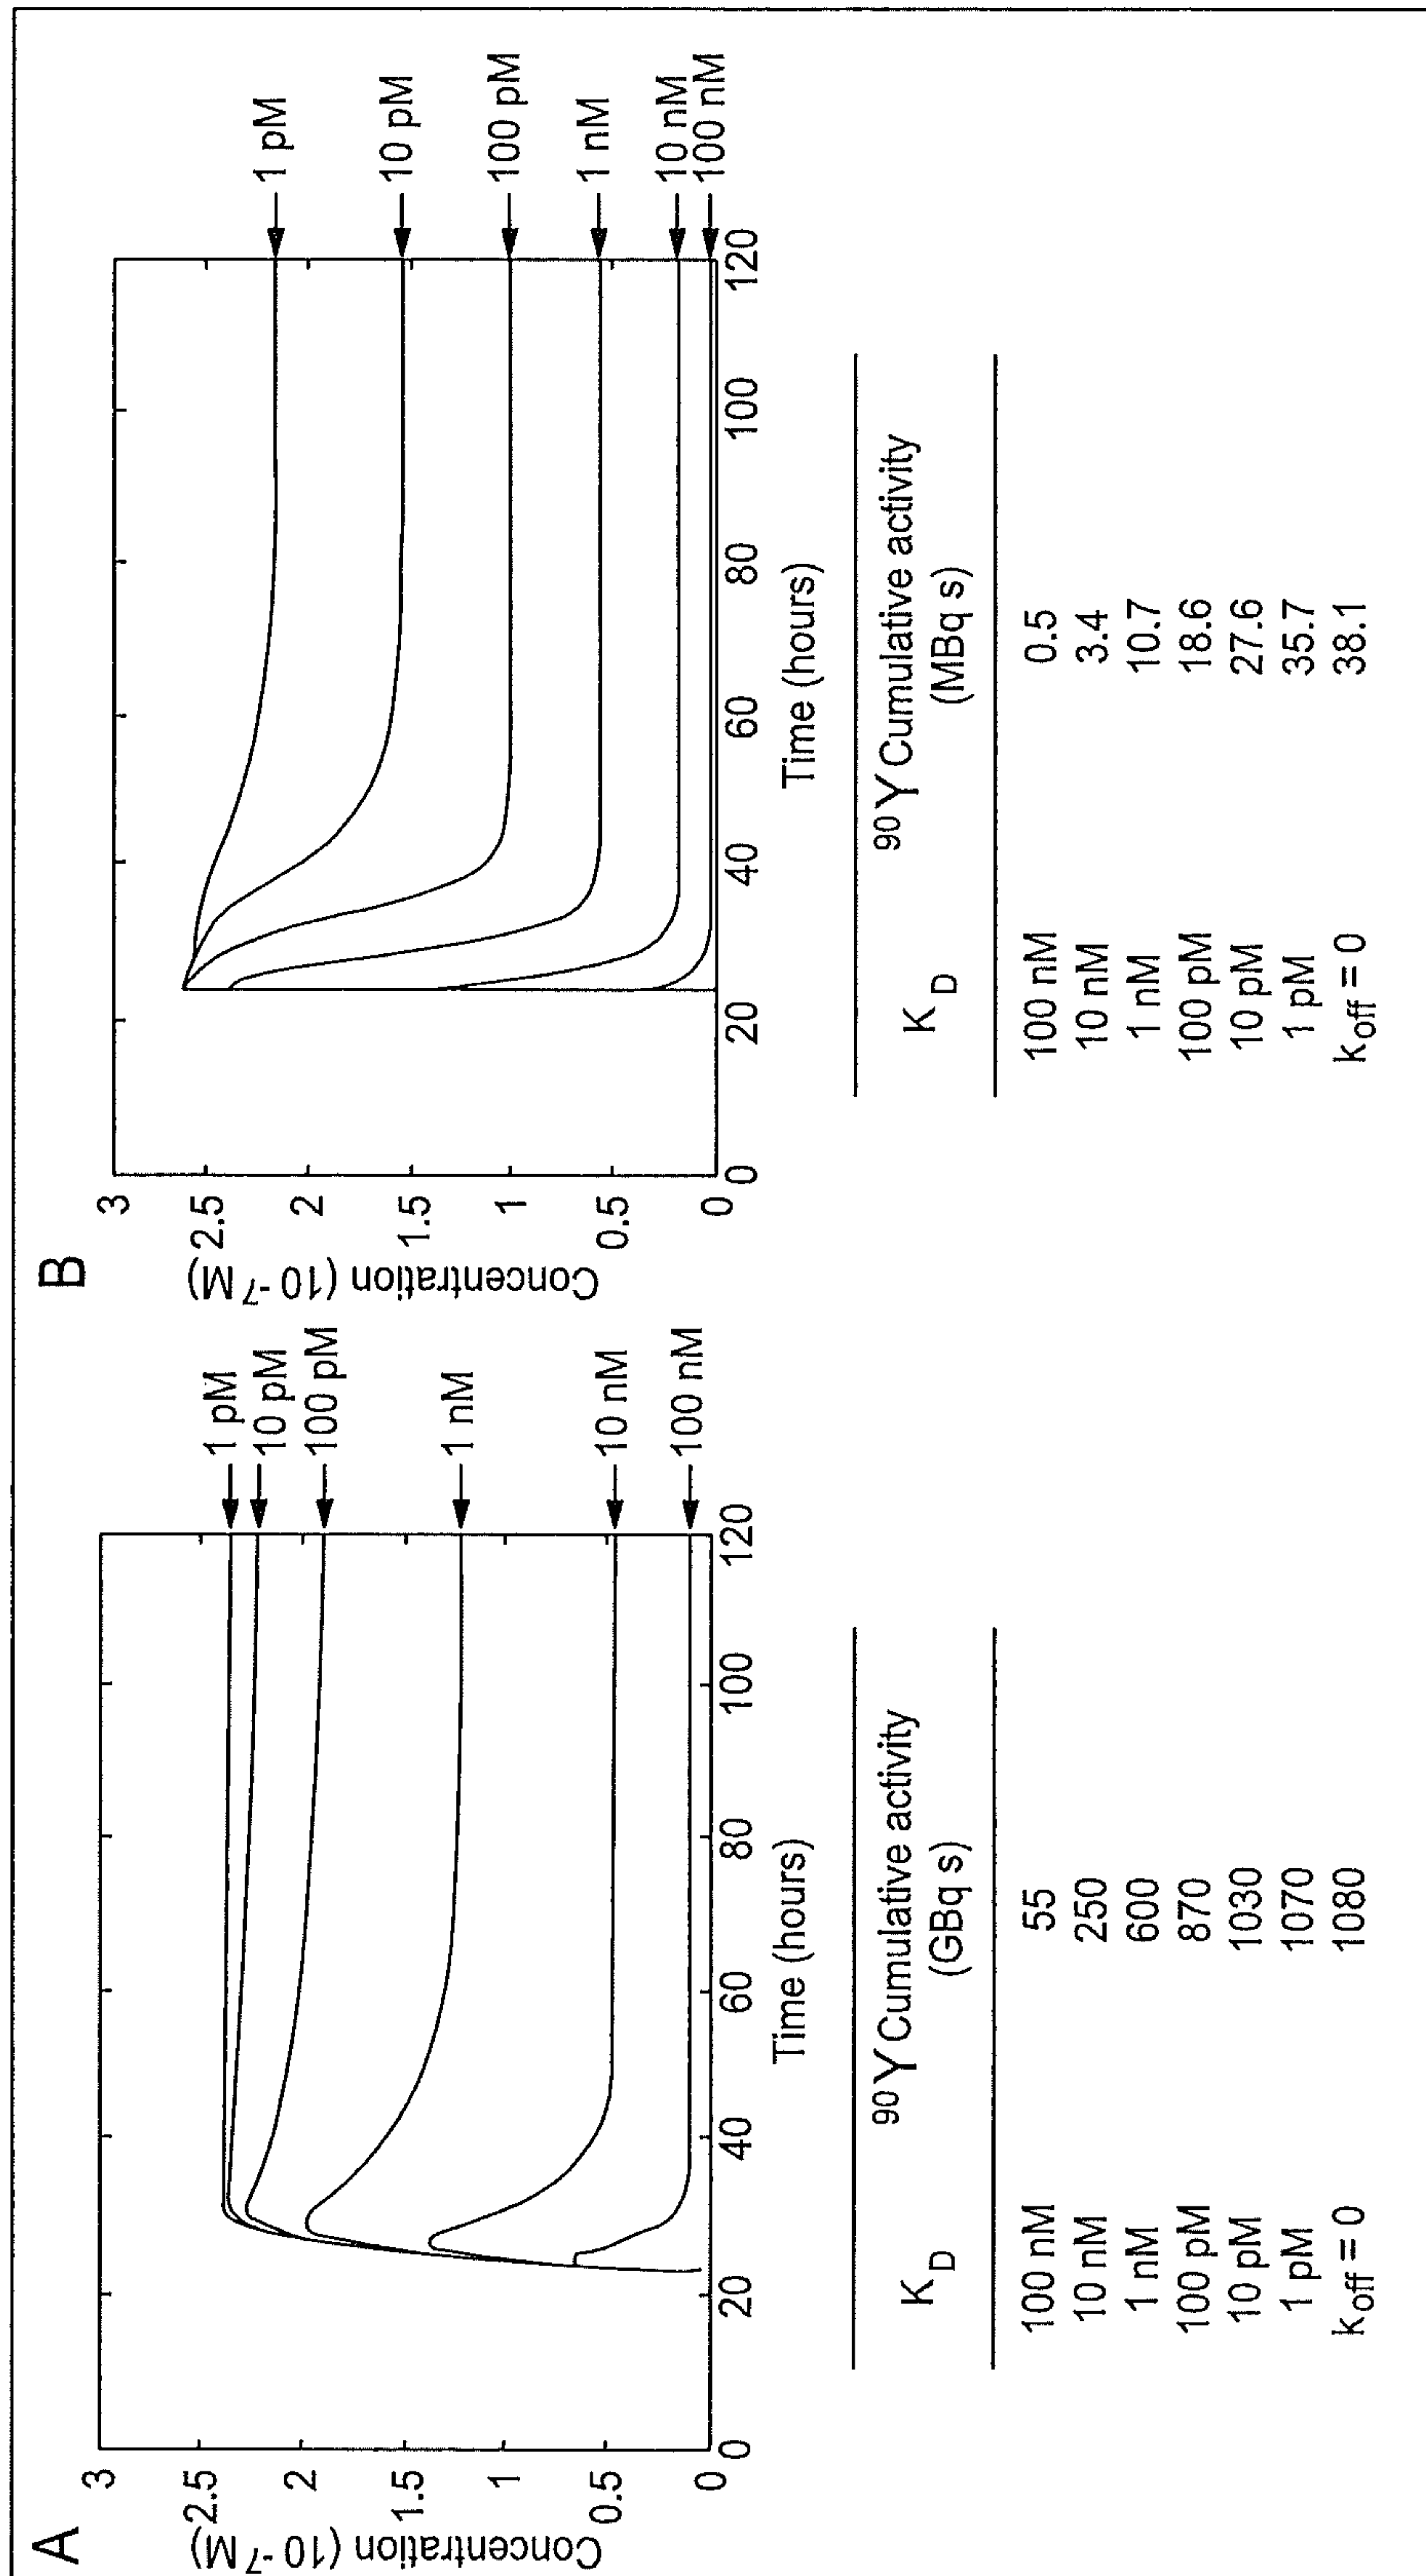 A
Concentration (10⁻⁷ M)
3
2.5
2
1.5
1
0.5
0
0 20 40 60 80 100 120
Time (hours)
1 pM
10 pM
100 pM
1 nM
10 nM
100 nM
K_D ⁹⁰Y Cumulative activity
(GBq s)
100 nM 55
10 nM 250
1 nM 600
100 pM 870
10 pM 1030
1 pM 1070
k_off = 0 1080
B
Concentration (10⁻⁷ M)
3
2.5
2
1.5
1
0.5
0
0 20 40 60 80 100 120
Time (hours)
1 pM
10 pM
100 pM
1 nM
10 nM
100 nM
K_D ⁹⁰Y Cumulative activity
(MBq s)
100 nM 0.5
10 nM 3.4
1 nM 10.7
100 pM 18.6
10 pM 27.6
1 pM 35.7
k_off = 0 38.1